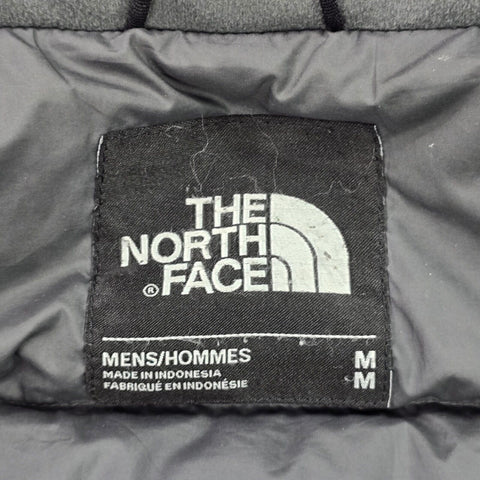 THE
NORTH
FACE
®
MENS/HOMMES M
MADE IN INDONESIA M
FABRIQUÉ EN INDONÉSIE